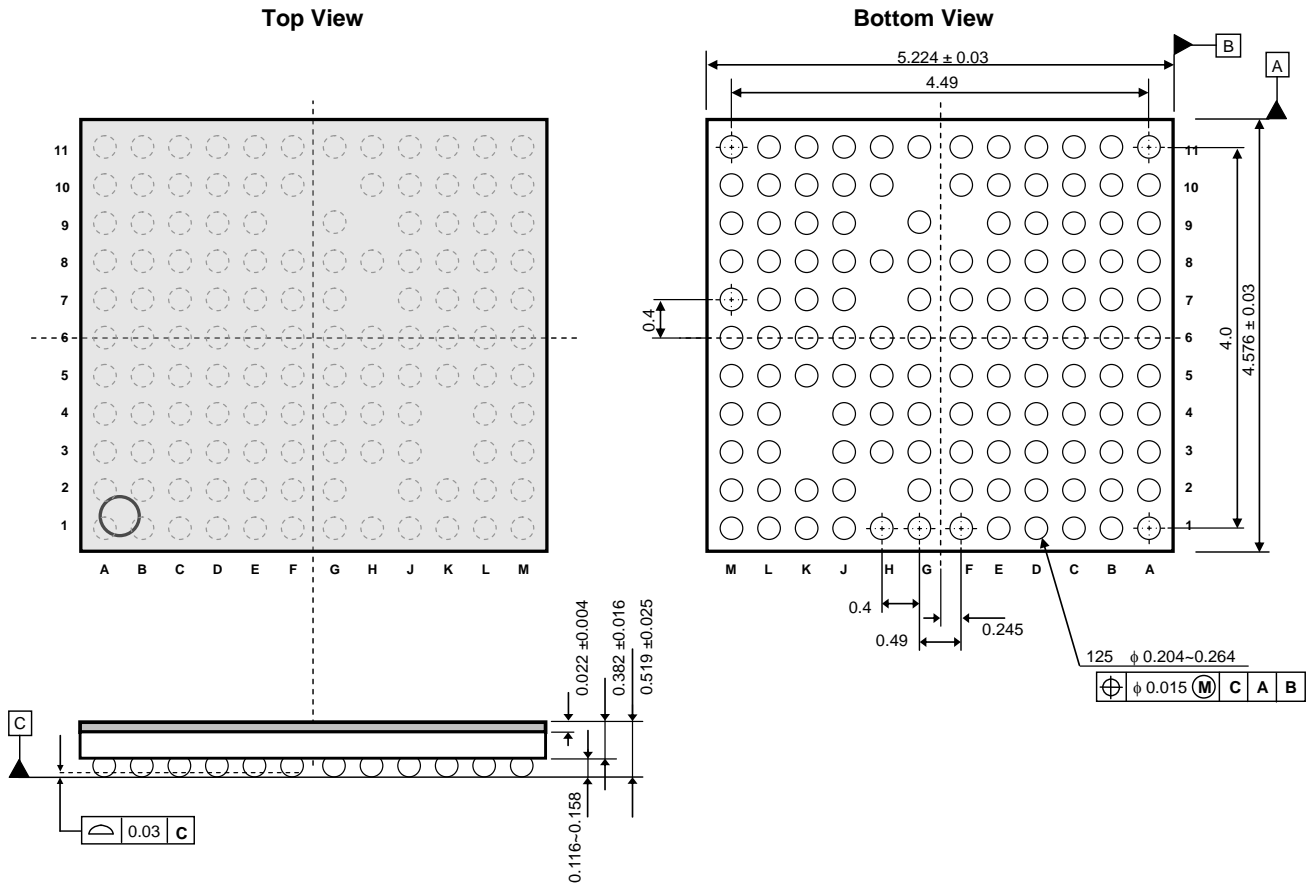 Top View
Bottom View
11
10
9
8
7
6
5
4
3
2
1
A B C D E F G H J K L M
5.224 ± 0.03
B
A
4.49
0.4
4.0
4.576 ± 0.03
11
10
9
8
7
6
5
4
3
2
1
M L K J H G F E D C B A
0.4
0.49
0.245
125 ϕ 0.204~0.264
ϕ 0.015 Ⓜ C A B
0.022 ±0.004
0.382 ±0.016
0.519 ±0.025
C
0.03 C
0.116~0.158